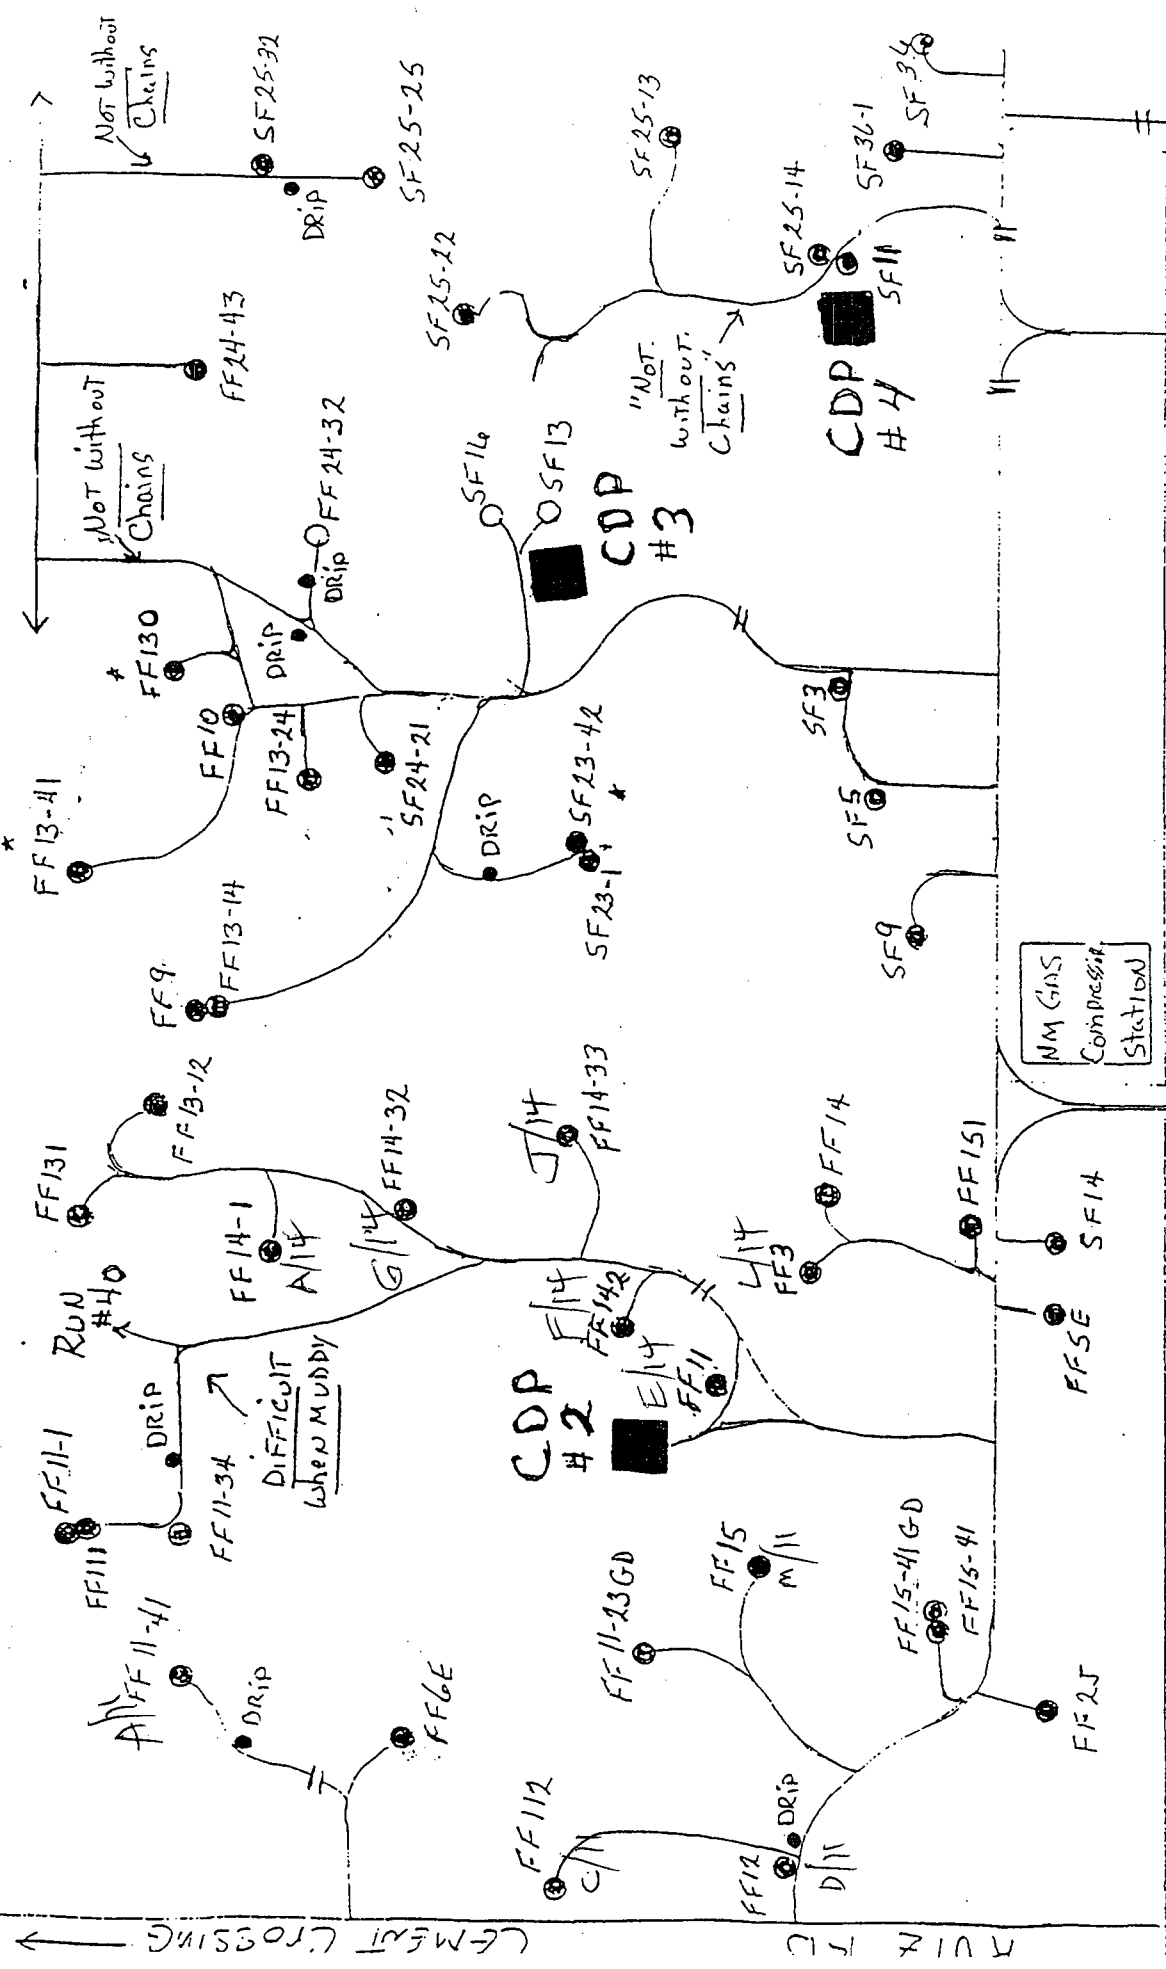 Not Without
Chains
SF25-32
DRIP
SF25-25
FF24-43
"Not Without
Chains
FF24-32
DRIP
DRIP
*
FF130
FF10
FF13-24
SF24-21
*
FF13-41
FF9
FF13-14
DRIP
SF23-42
*
SF23-1
SF16
SF13
CDP
#3
SF25-22
SF25-13
"Not
without
Chains"
SF25-14
SF11
CDP
#4
SF36-1
SF34
SF3
SF5
SF9
NM GAS
Compressor
Station
FF131
FF13-12
FF14-1
A/14
G/14
FF14-32
J/14
FF14-33
RUN
#40
DRIP
FF11-1
FF111
FF11-34
DIFFICULT
When MUDDY
F/14
FF142
E/14
FF11
CDP
#2
L/14
FF3
FF14
FF151
SF14
FF5E
A/11
FF11-41
DRIP
FF6E
FF11-23GD
FF15
M/11
FF15-41GD
FF15-41
FF2J
FF112
C/11
DRIP
FF12
D/11
CEMENT CROSSING